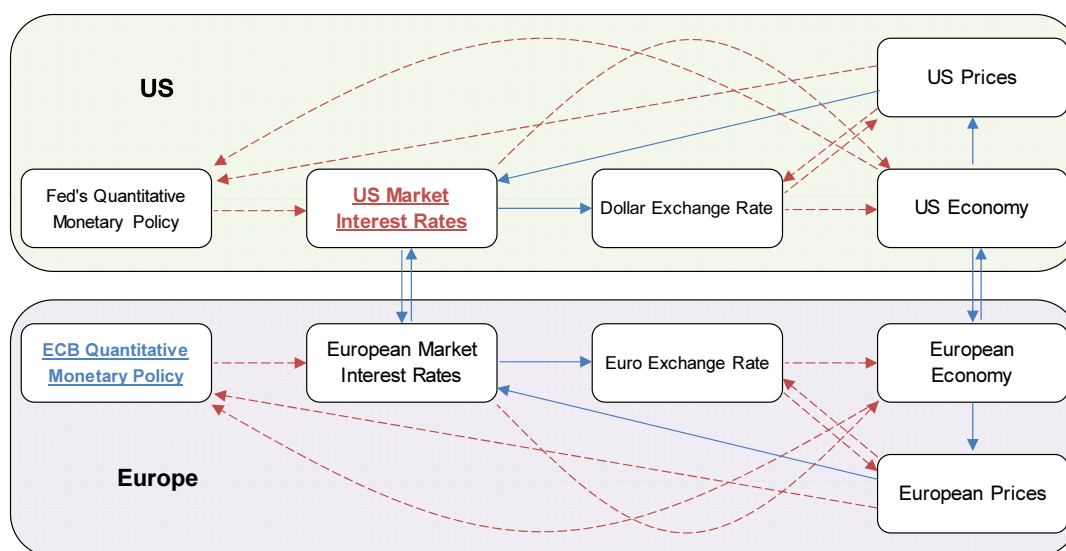 US
US Prices
Fed's Quantitative
Monetary Policy
US Market
Interest Rates
Dollar Exchange Rate
US Economy
ECB Quantitative
Monetary Policy
European Market
Interest Rates
Euro Exchange Rate
European
Economy
Europe
European Prices